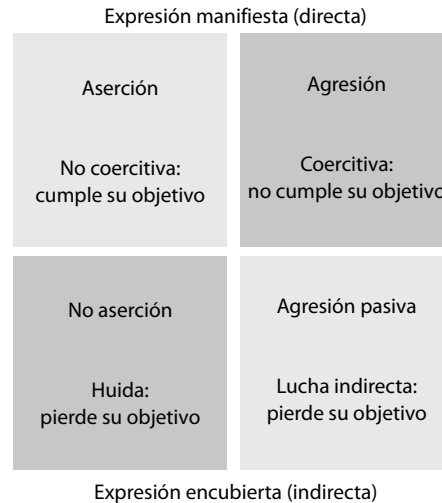 Expresión manifiesta (directa)
Aserción
No coercitiva:
cumple su objetivo
Agresión
Coercitiva:
no cumple su objetivo
No aserción
Huida:
pierde su objetivo
Agresión pasiva
Lucha indirecta:
pierde su objetivo
Expresión encubierta (indirecta)